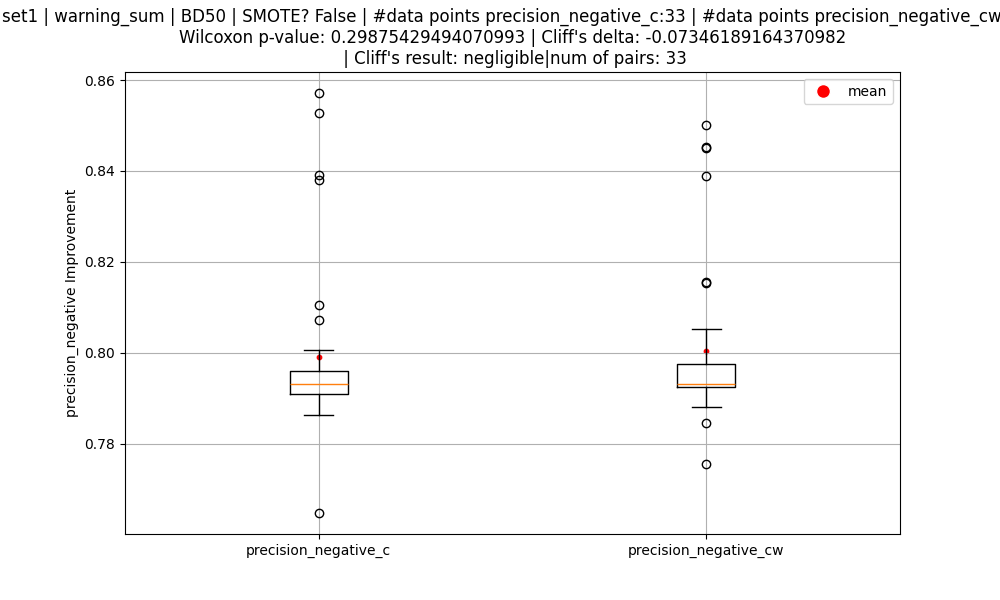 set1 | warning_sum | BD50 | SMOTE? False | #data points precision_negative_c:33 | #data points precision_negative_cw
Wilcoxon p-value: 0.29875429494070993 | Cliff's delta: -0.07346189164370982
| Cliff's result: negligible|num of pairs: 33
mean
0.86
0.84
0.82
0.80
0.78
precision_negative Improvement
precision_negative_c
precision_negative_cw